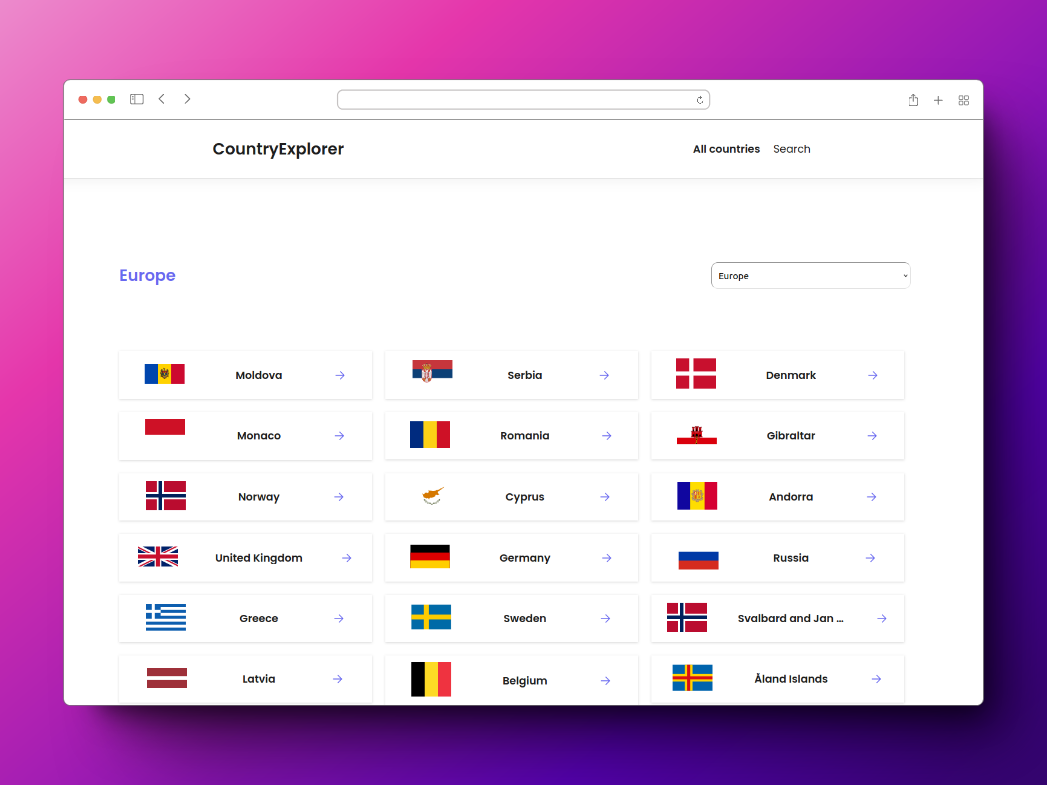 CountryExplorer
All countries Search
Europe
Europe
Moldova
Serbia
Denmark
Monaco
Romania
Gibraltar
Norway
Cyprus
Andorra
United Kingdom
Germany
Russia
Greece
Sweden
Svalbard and Jan ...
Latvia
Belgium
Åland Islands